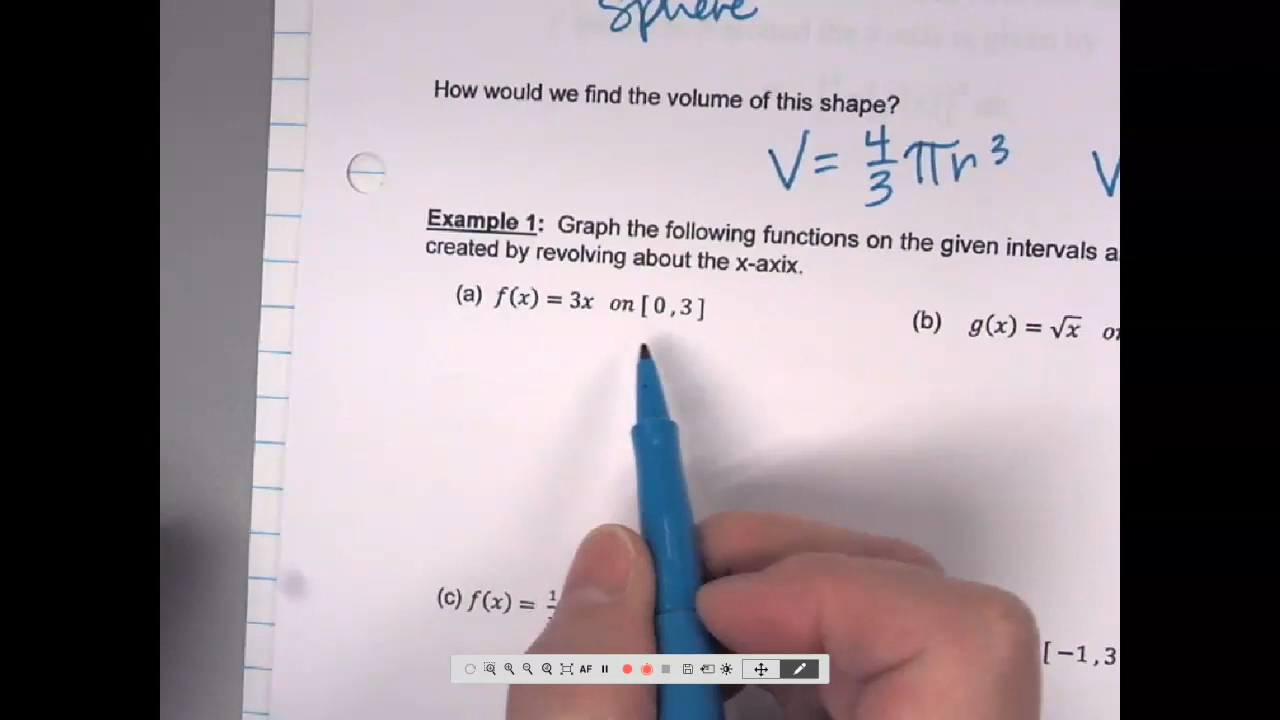 sphere
How would we find the volume of this shape?
V = 4/3 πr³ V
Example 1: Graph the following functions on the given intervals a
created by revolving about the x-axix.
(a) f(x) = 3x on [ 0 , 3 ]
(b) g(x) = √x
(c) f(x) =
[ −1 , 3
AF